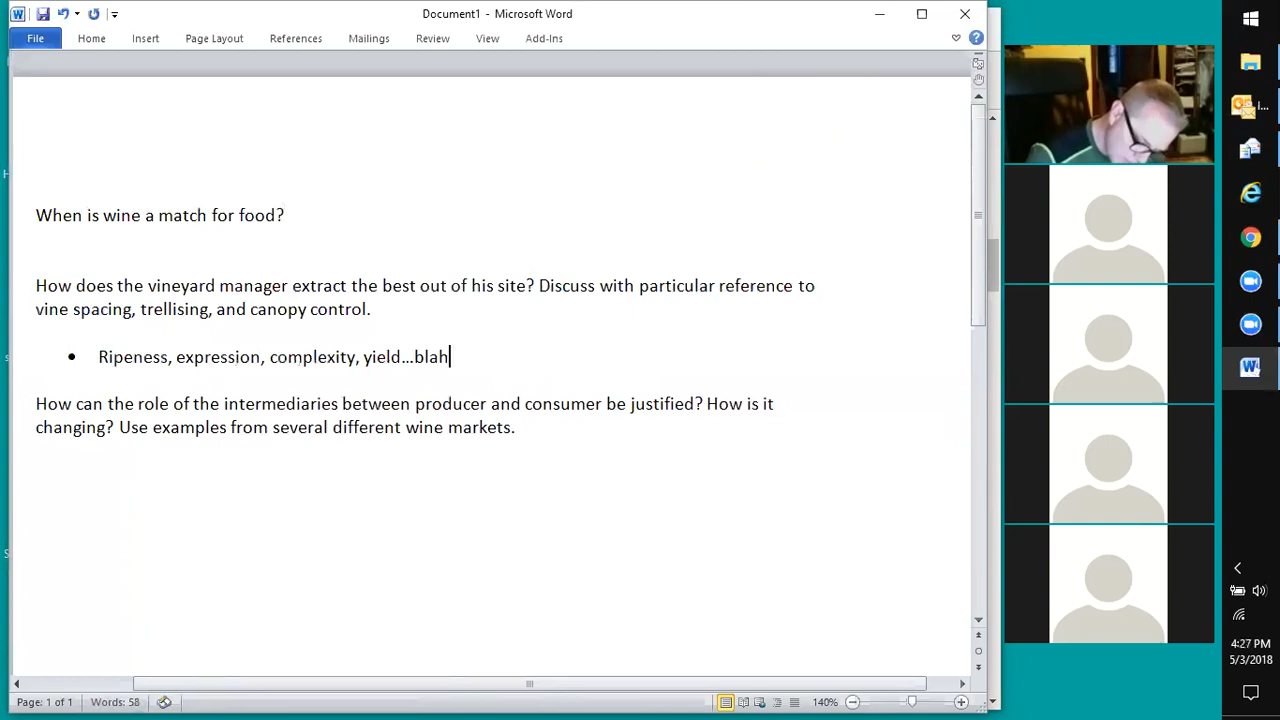 Document1 - Microsoft Word
File Home Insert Page Layout References Mailings Review View Add-Ins
When is wine a match for food?
How does the vineyard manager extract the best out of his site? Discuss with particular reference to
vine spacing, trellising, and canopy control.
• Ripeness, expression, complexity, yield...blah
How can the role of the intermediaries between producer and consumer be justified? How is it
changing? Use examples from several different wine markets.
Page: 1 of 1 Words: 58 140%
4:27 PM
5/3/2018